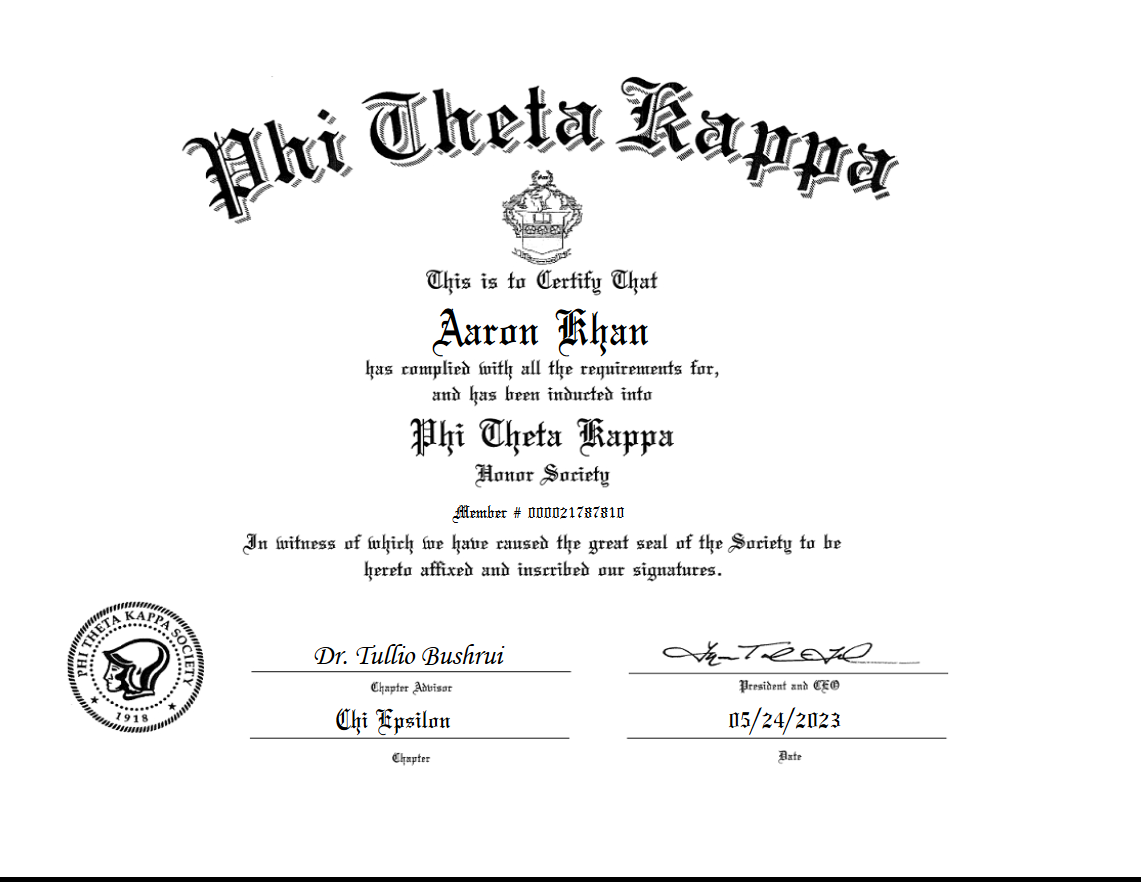 Phi Theta Kappa
This is to Certify That
Aaron Khan
has complied with all the requirements for,
and has been inducted into
Phi Theta Kappa
Honor Society
Member # 000021787810
In witness of which we have caused the great seal of the Society to be
hereto affixed and inscribed our signatures.
PHI THETA KAPPA SOCIETY
1918
Dr. Tullio Bushrui
Chapter Advisor
President and CEO
Chi Epsilon
05/24/2023
Chapter
Date